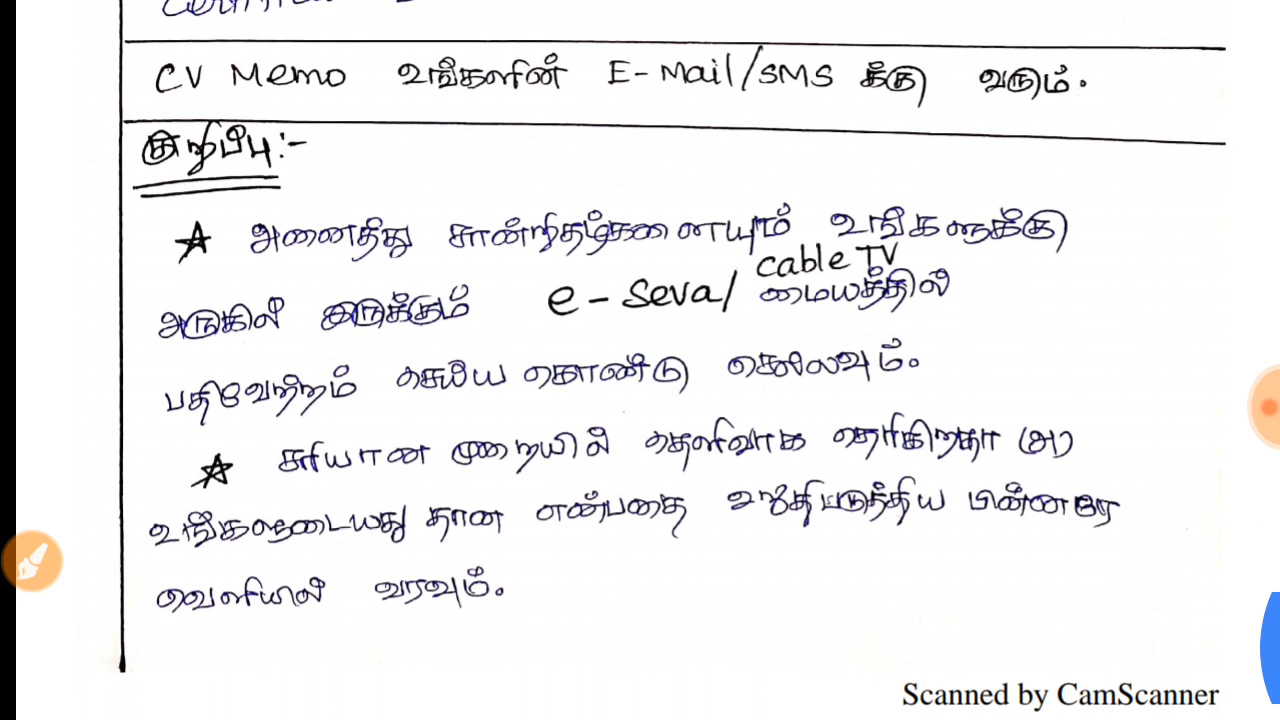 CV Memo உங்களின் E-Mail/SMS க்கு வரும்.
குறிப்பு:-
★ அனைத்து சான்றிதழ்களையும் உங்களுக்கு
அருகில் இருக்கும் e-seva/ cable TV மையத்தில்
பதிவேற்றம் செய்ய கொண்டு செல்லவும்.
★ சரியான முறையில் தெளிவாக தெரிகிறதா (அ)
உங்களுடையது தான என்பதை உறுதிபடுத்திய பின்னரே
வெளியில் வரவும்.
Scanned by CamScanner